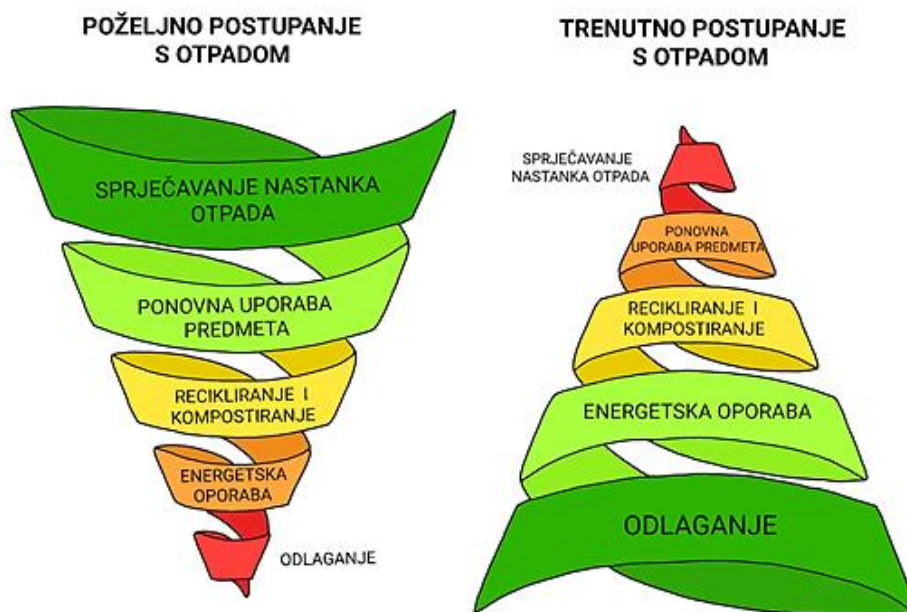 POŽELJNO POSTUPANJE
S OTPADOM
SPRJEČAVANJE NASTANKA
OTPADA
PONOVNA UPORABA
PREDMETA
RECIKLIRANJE I
KOMPOSTIRANJE
ENERGETSKA
OPORABA
ODLAGANJE
TRENUTNO POSTUPANJE
S OTPADOM
SPRJEČAVANJE
NASTANKA OTPADA
PONOVNA
UPORABA PREDMETA
RECIKLIRANJE I
KOMPOSTIRANJE
ENERGETSKA OPORABA
ODLAGANJE